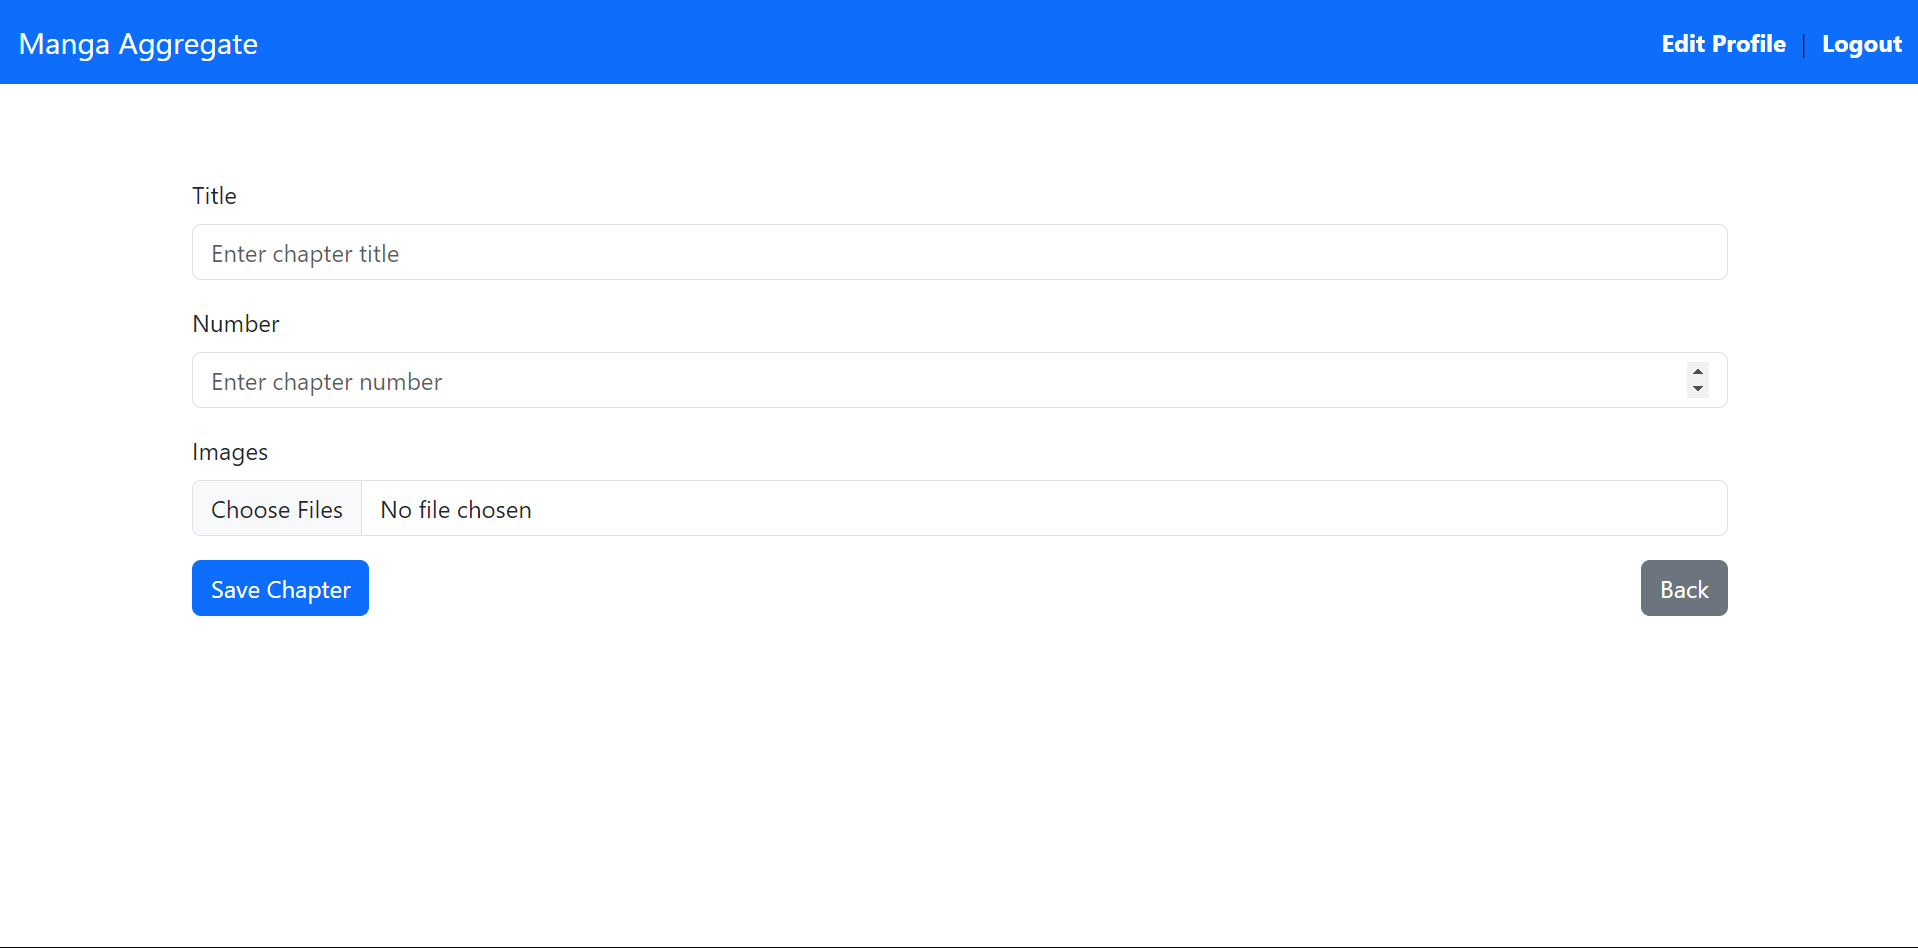 Manga Aggregate
Edit Profile | Logout
Title
Enter chapter title
Number
Enter chapter number
Images
Choose Files No file chosen
Save Chapter
Back